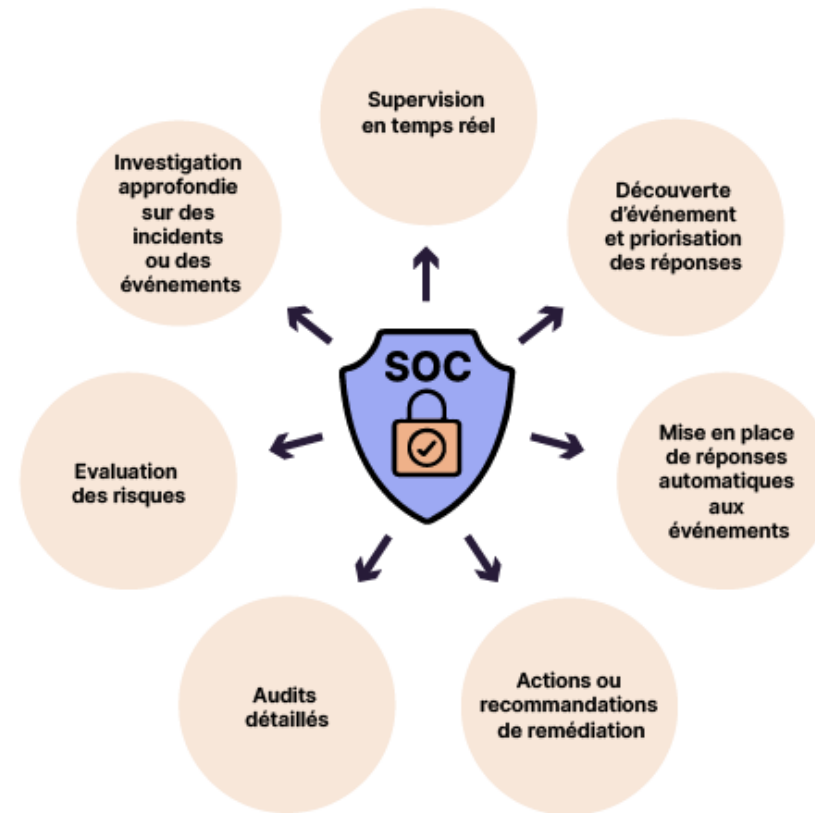 Supervision
en temps réel
Découverte
d'événement
et priorisation
des réponses
Mise en place
de réponses
automatiques
aux
événements
Actions ou
recommandations
de remédiation
Audits
détaillés
Evaluation
des risques
Investigation
approfondie
sur des
incidents
ou des
événements
SOC